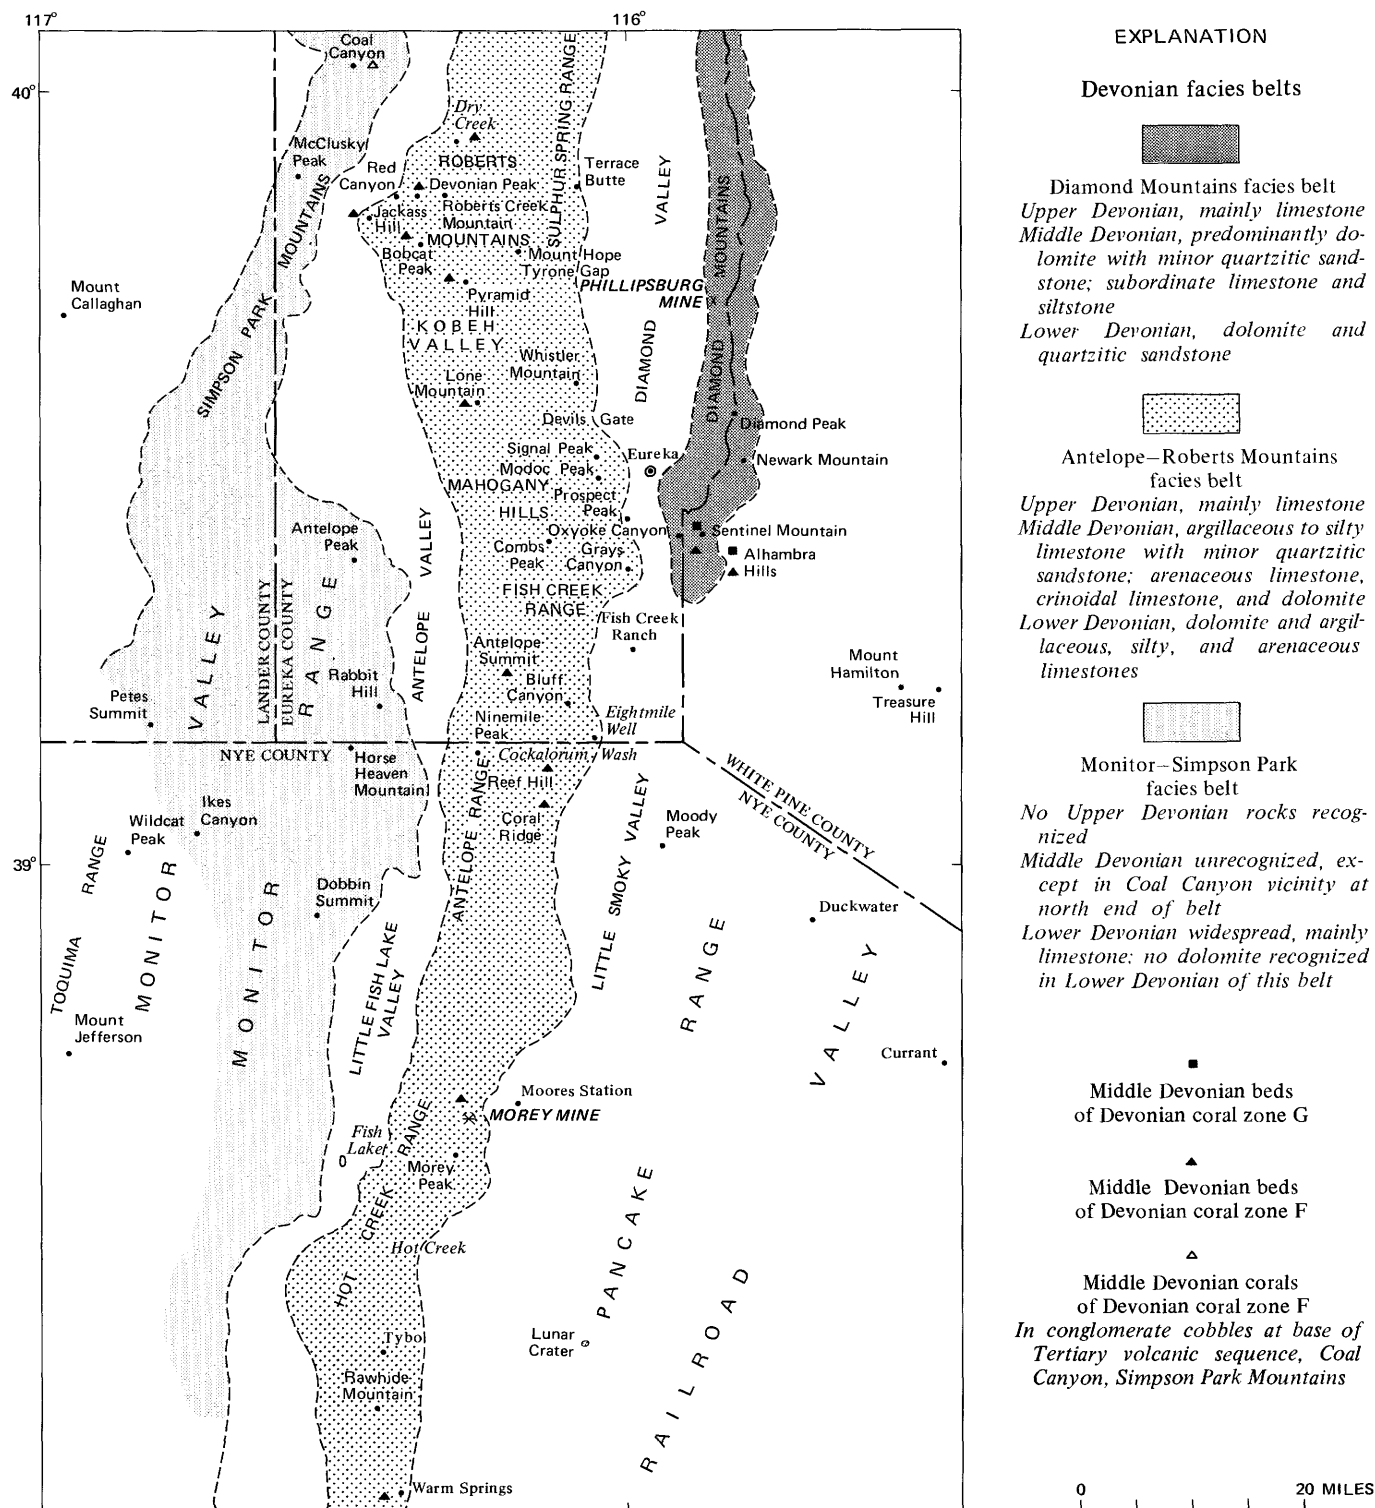 117°
116°
40°
39°
Coal
Canyon
Dry
Creek
SULPHUR SPRING RANGE
McClusky
Peak
ROBERTS
Red
Canyon
Devonian Peak
Terrace
Butte
VALLEY
MOUNTAINS
Jackass
Hill
Roberts Creek
Mountain
MOUNTAINS
MOUNTAINS
Bobcat
Peak
Mount Hope
Tyrone Gap
PHILLIPSBURG
MINE
Mount
Callaghan
Pyramid
Hill
KOBEH
VALLEY
SIMPSON PARK
Whistler
Mountain
DIAMOND
DIAMOND
Lone
Mountain
Devils Gate
Diamond Peak
Signal Peak
Eureka
Newark Mountain
Modoc Peak
MAHOGANY
HILLS
Prospect
Peak
Antelope
Peak
VALLEY
Oxyoke Canyon
Sentinel Mountain
Combs
Peak
Grays
Canyon
Alhambra
Hills
FISH CREEK
RANGE
Fish Creek
Ranch
VALLEY
LANDER COUNTY
EUREKA COUNTY
RANGE
ANTELOPE
Antelope
Summit
Mount
Hamilton
Treasure
Hill
Rabbit
Hill
Bluff
Canyon
Petes
Summit
Ninemile
Peak
Eightmile
Well
NYE COUNTY
Horse
Heaven
Mountain
Cockalorum Wash
Reef Hill
WHITE PINE COUNTY
NYE COUNTY
Ikes
Canyon
Wildcat
Peak
Coral
Ridge
Moody
Peak
LITTLE SMOKY VALLEY
ANTELOPE RANGE
TOQUIMA RANGE
MONITOR
MONITOR
Dobbin
Summit
Duckwater
LITTLE FISH LAKE
VALLEY
RANGE
VALLEY
Mount
Jefferson
Currant
Moores Station
MOREY MINE
Fish
Lake
Morey
Peak
HOT CREEK RANGE
Hot Creek
PANCAKE
RAILROAD
Lunar
Crater
Tybo
Rawhide
Mountain
Warm Springs
EXPLANATION
Devonian facies belts
Diamond Mountains facies belt
Upper Devonian, mainly limestone
Middle Devonian, predominantly do-
lomite with minor quartzitic sand-
stone; subordinate limestone and
siltstone
Lower Devonian, dolomite and
quartzitic sandstone
Antelope–Roberts Mountains
facies belt
Upper Devonian, mainly limestone
Middle Devonian, argillaceous to silty
limestone with minor quartzitic
sandstone; arenaceous limestone,
crinoidal limestone, and dolomite
Lower Devonian, dolomite and argil-
laceous, silty, and arenaceous
limestones
Monitor–Simpson Park
facies belt
No Upper Devonian rocks recog-
nized
Middle Devonian unrecognized, ex-
cept in Coal Canyon vicinity at
north end of belt
Lower Devonian widespread, mainly
limestone; no dolomite recognized
in Lower Devonian of this belt
Middle Devonian beds
of Devonian coral zone G
Middle Devonian beds
of Devonian coral zone F
Middle Devonian corals
of Devonian coral zone F
In conglomerate cobbles at base of
Tertiary volcanic sequence, Coal
Canyon, Simpson Park Mountains
0 20 MILES